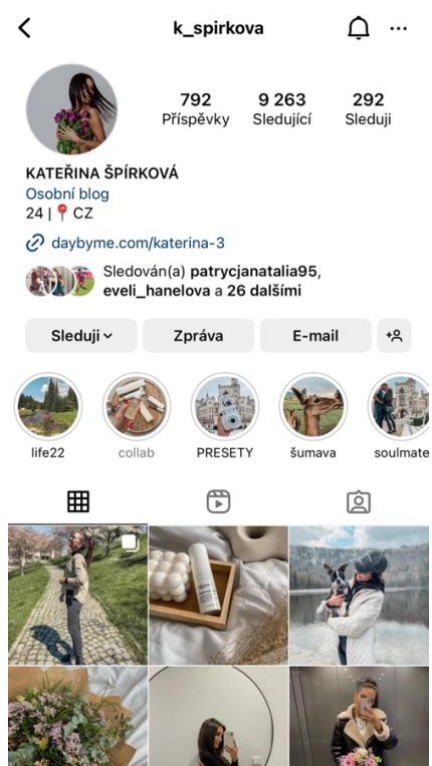 k_spirkova
792 9 263 292
Příspěvky Sledující Sleduji
KATEŘINA ŠPÍRKOVÁ
Osobní blog
24 | CZ
daybyme.com/katerina-3
Sledován(a) patrycjanatalia95,
eveli_hanelova a 26 dalšími
Sleduji Zpráva E-mail
life22 collab PRESETY šumava soulmate